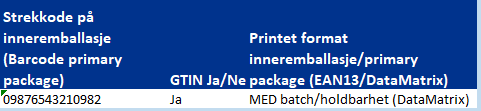 Strekkode på
inneremballasje
(Barcode primary
package)
GTIN Ja/Ne
Printet format
inneremballasje/primary
package (EAN13/DataMatrix)
09876543210982
Ja
MED batch/holdbarhet (DataMatrix)